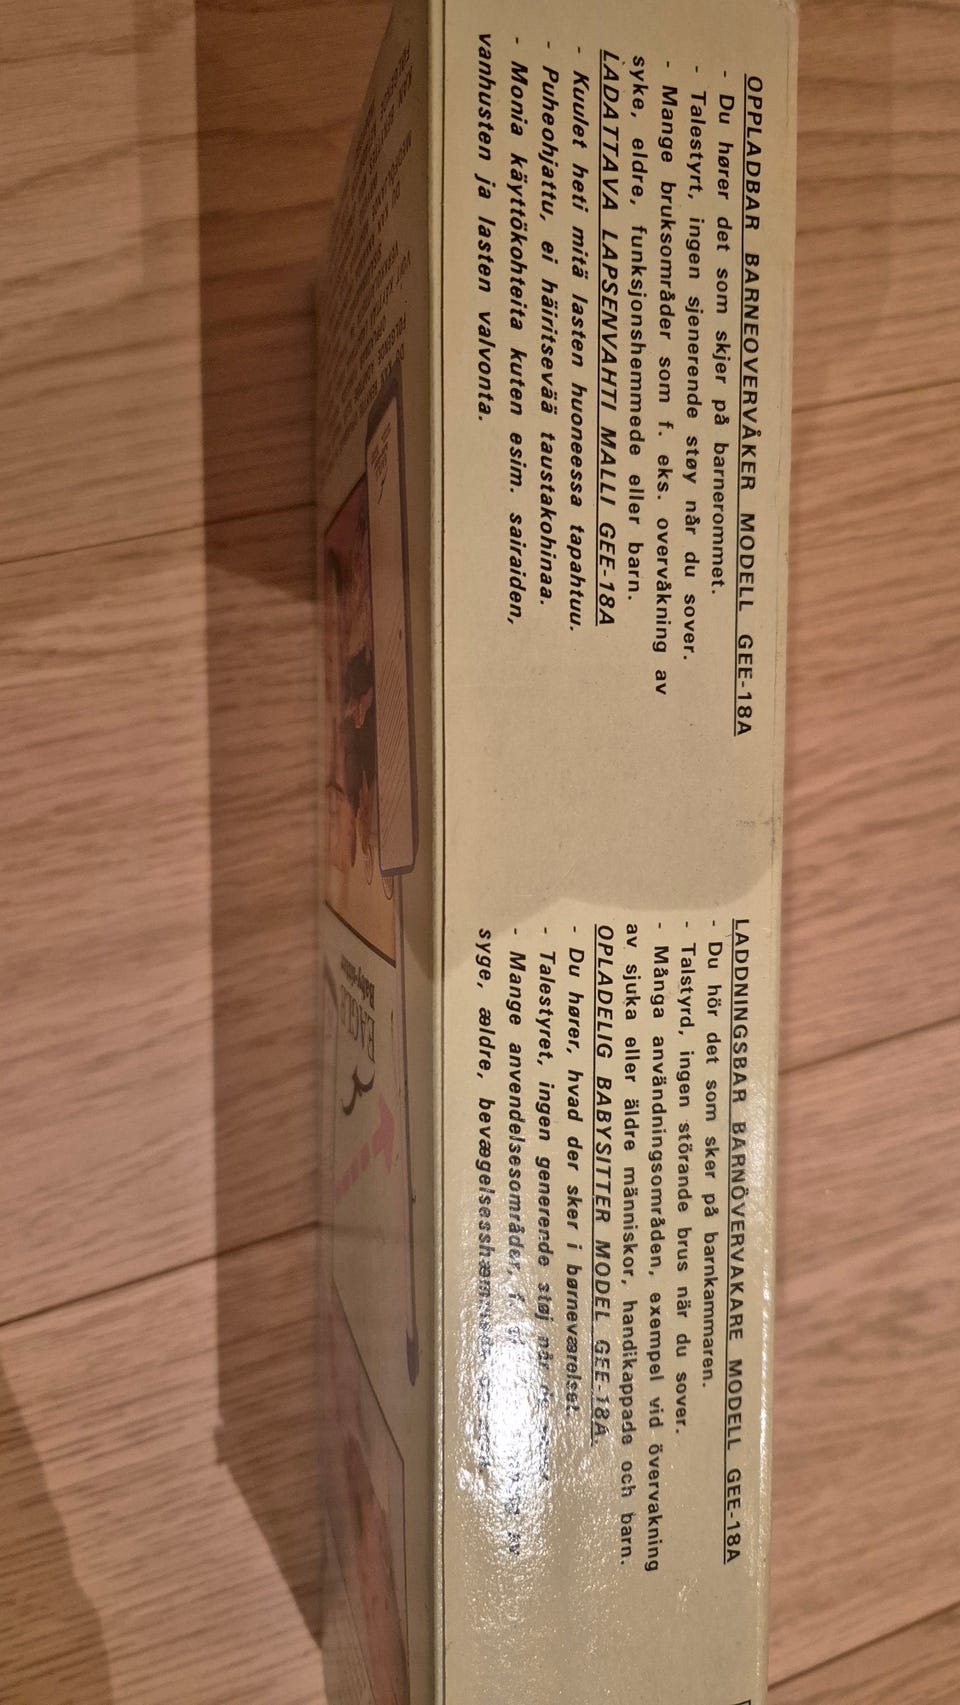 OPPLADBAR BARNEOVERVÅKER MODELL GEE-18A
- Du hører det som skjer på barnerommet.
- Talestyrt, ingen sjenerende støy når du sover.
- Mange bruksområder som f. eks. overvåkning av
syke, eldre, funksjonshemmede eller barn.
LADATTAVA LAPSENVAHTI MALLI GEE-18A
- Kuulet heti mitä lasten huoneessa tapahtuu.
- Puheohjattu, ei häiritsevää taustakohinaa.
- Monia käyttökohteita kuten esim. sairaiden,
vanhusten ja lasten valvonta.
LADDNINGSBAR BARNÖVERVAKARE MODELL GEE-18A
- Du hör det som sker på barnkammaren.
- Talstyrd, ingen störande brus när du sover.
- Många användningsområden, exempel vid övervakning
av sjuka eller äldre människor, handikappade och barn.
OPLADELIG BABYSITTER MODEL GEE-18A.
- Du hører, hvad der sker i børneværelset.
- Talestyret, ingen generende støj når
- Mange anvendelsesområder,
syge, ældre,